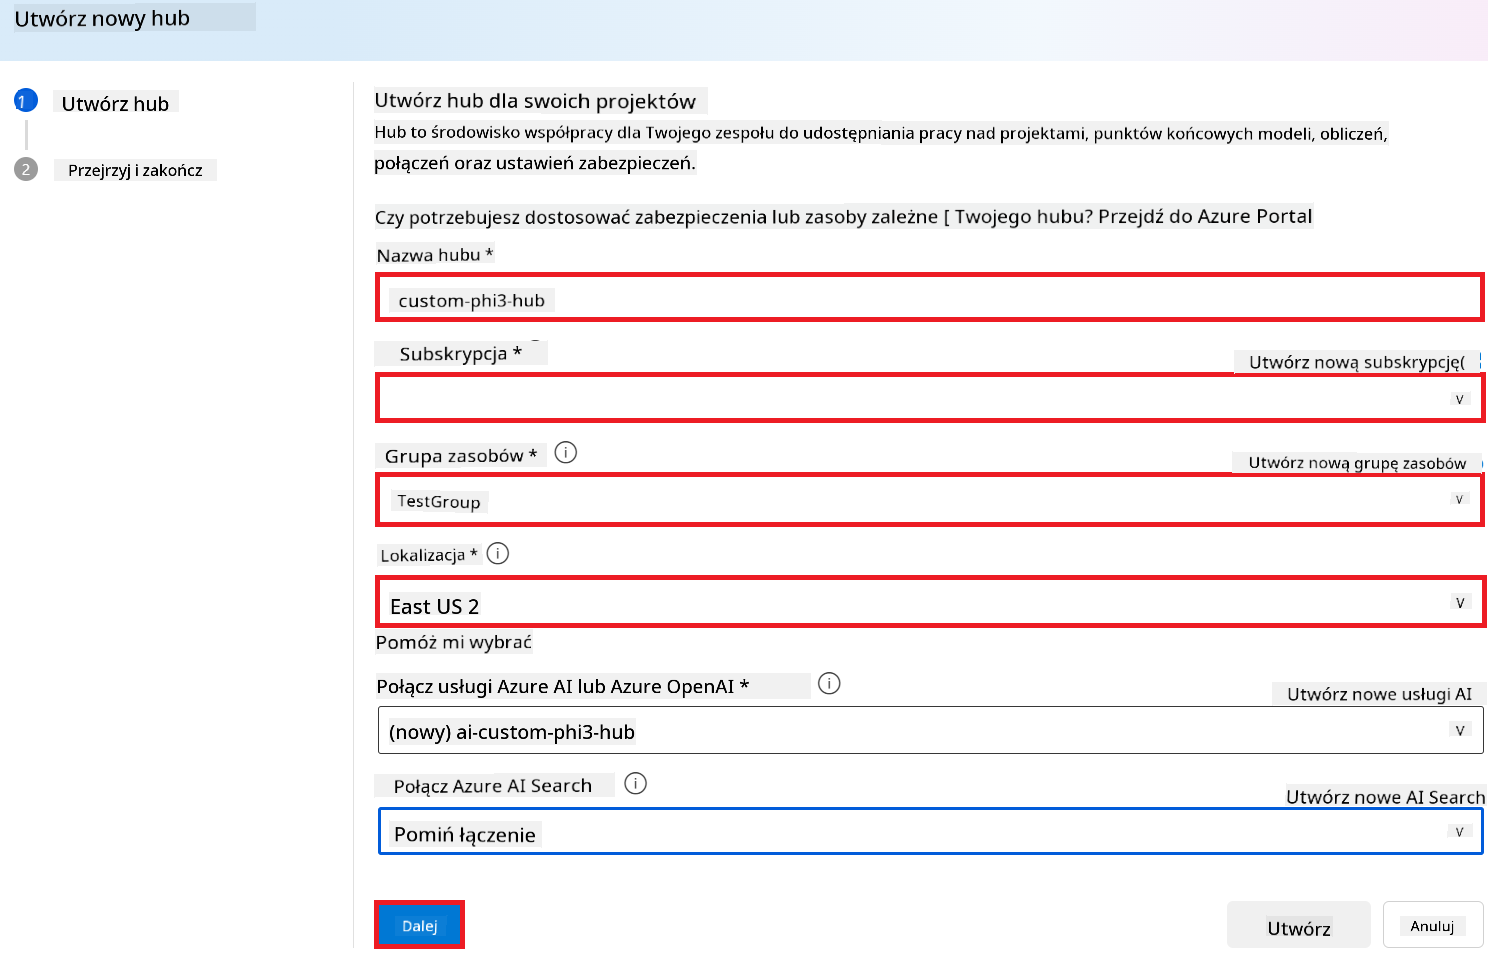 Utwórz nowy hub
1 Utwórz hub
2 Przejrzyj i zakończ
Utwórz hub dla swoich projektów
Hub to środowisko współpracy dla Twojego zespołu do udostępniania pracy nad projektami, punktów końcowych modeli, obliczeń,
połączeń oraz ustawień zabezpieczeń.
Czy potrzebujesz dostosować zabezpieczenia lub zasoby zależne [ Twojego hubu? Przejdź do Azure Portal
Nazwa hubu *
custom-phi3-hub
Subskrypcja *
Utwórz nową subskrypcję(
v
Grupa zasobów *
Utwórz nową grupę zasobów
TestGroup
v
Lokalizacja *
East US 2
v
Pomóż mi wybrać
Połącz usługi Azure AI lub Azure OpenAI *
Utwórz nowe usługi AI
(nowy) ai-custom-phi3-hub
v
Połącz Azure AI Search
Utwórz nowe AI Search
Pomiń łączenie
v
Dalej
Utwórz
Anuluj